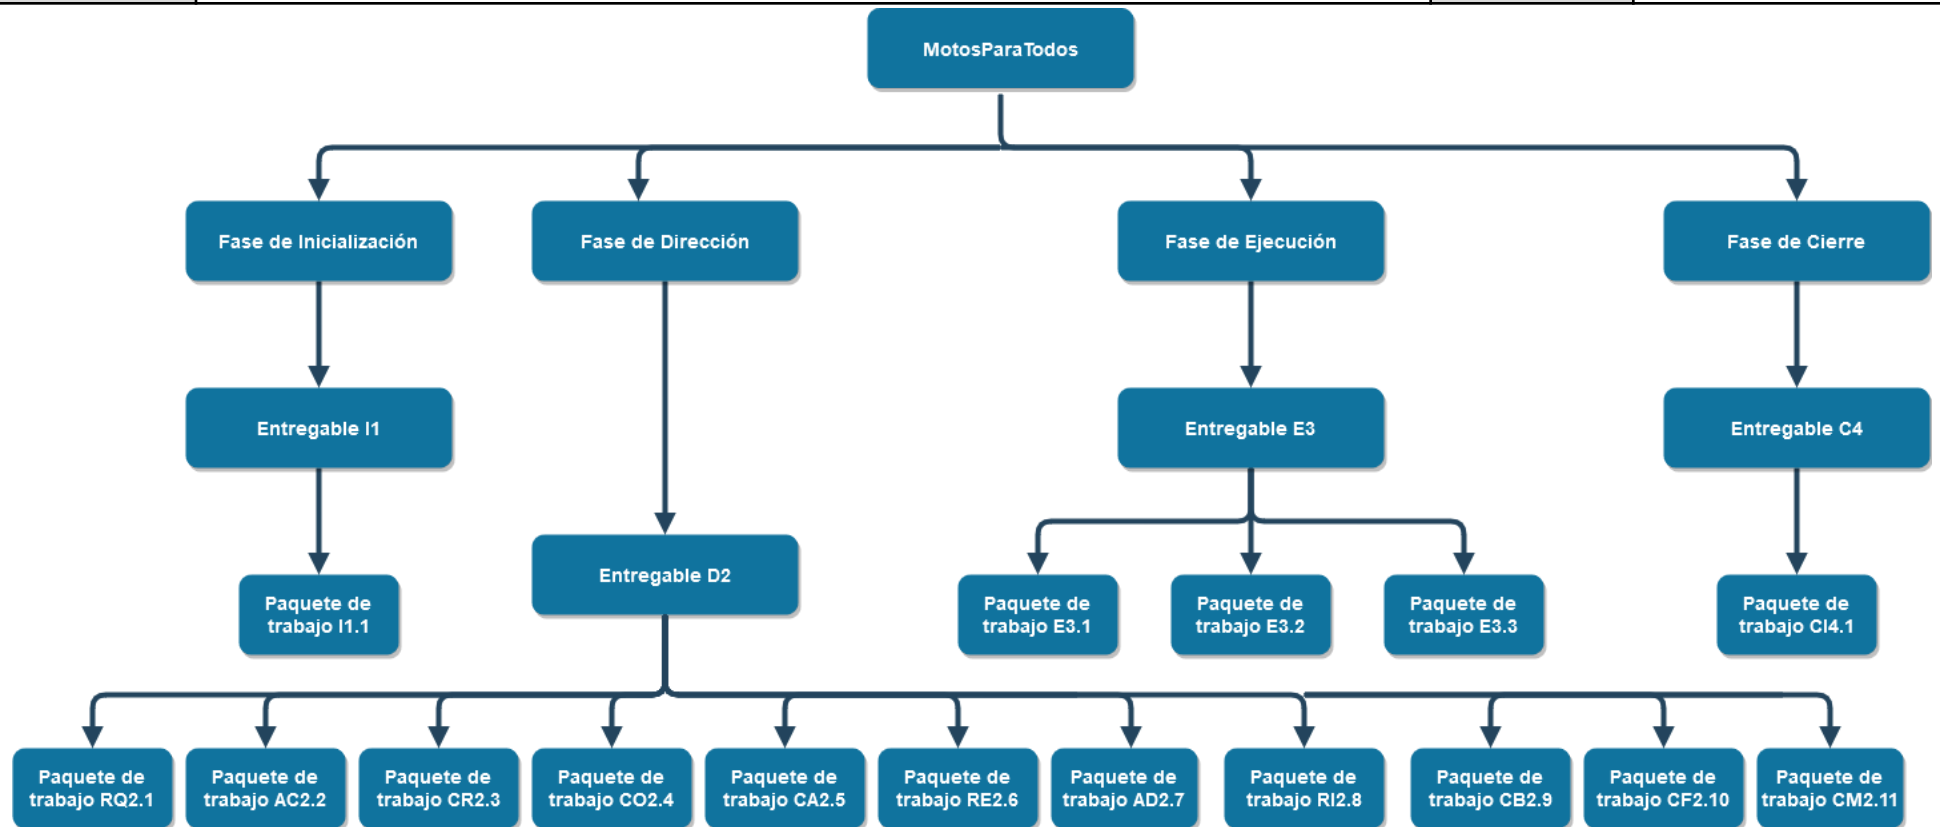 MotosParaTodos
Fase de Inicialización
Fase de Dirección
Fase de Ejecución
Fase de Cierre
Entregable I1
Entregable E3
Entregable C4
Entregable D2
Paquete de
trabajo I1.1
Paquete de
trabajo E3.1
Paquete de
trabajo E3.2
Paquete de
trabajo E3.3
Paquete de
trabajo CI4.1
Paquete de
trabajo RQ2.1
Paquete de
trabajo AC2.2
Paquete de
trabajo CR2.3
Paquete de
trabajo CO2.4
Paquete de
trabajo CA2.5
Paquete de
trabajo RE2.6
Paquete de
trabajo AD2.7
Paquete de
trabajo RI2.8
Paquete de
trabajo CB2.9
Paquete de
trabajo CF2.10
Paquete de
trabajo CM2.11